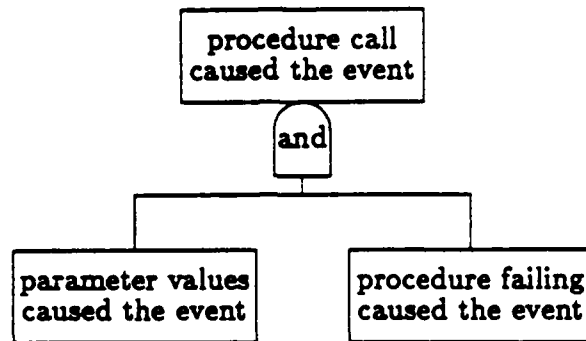 procedure call
caused the event
and
parameter values
caused the event
procedure failing
caused the event